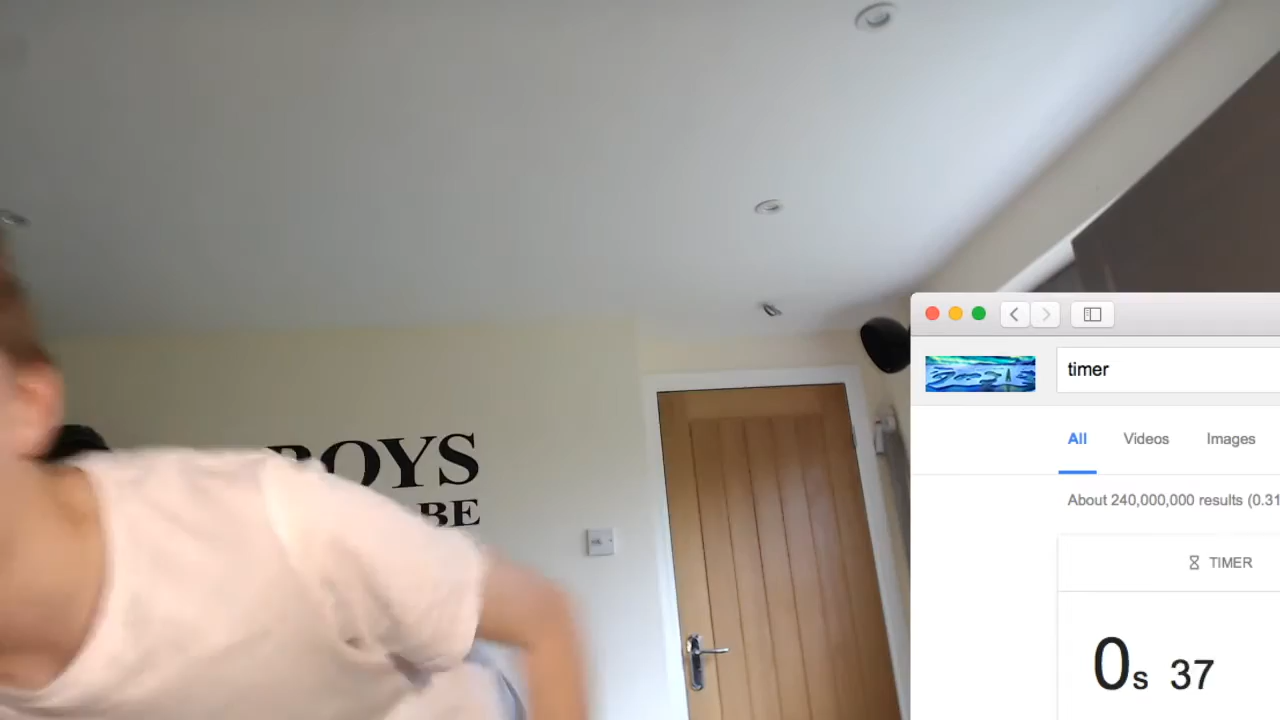 BOYS
BE
timer
All Videos Images
About 240,000,000 results (0.31
TIMER
0s 37